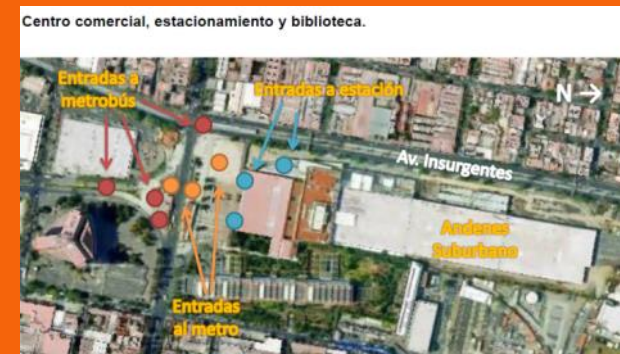 Centro comercial, estacionamiento y biblioteca.
Entradas a
metrobús
Entradas a estación
N
Av. Insurgentes
Andenes
Suburbano
Entradas
al metro